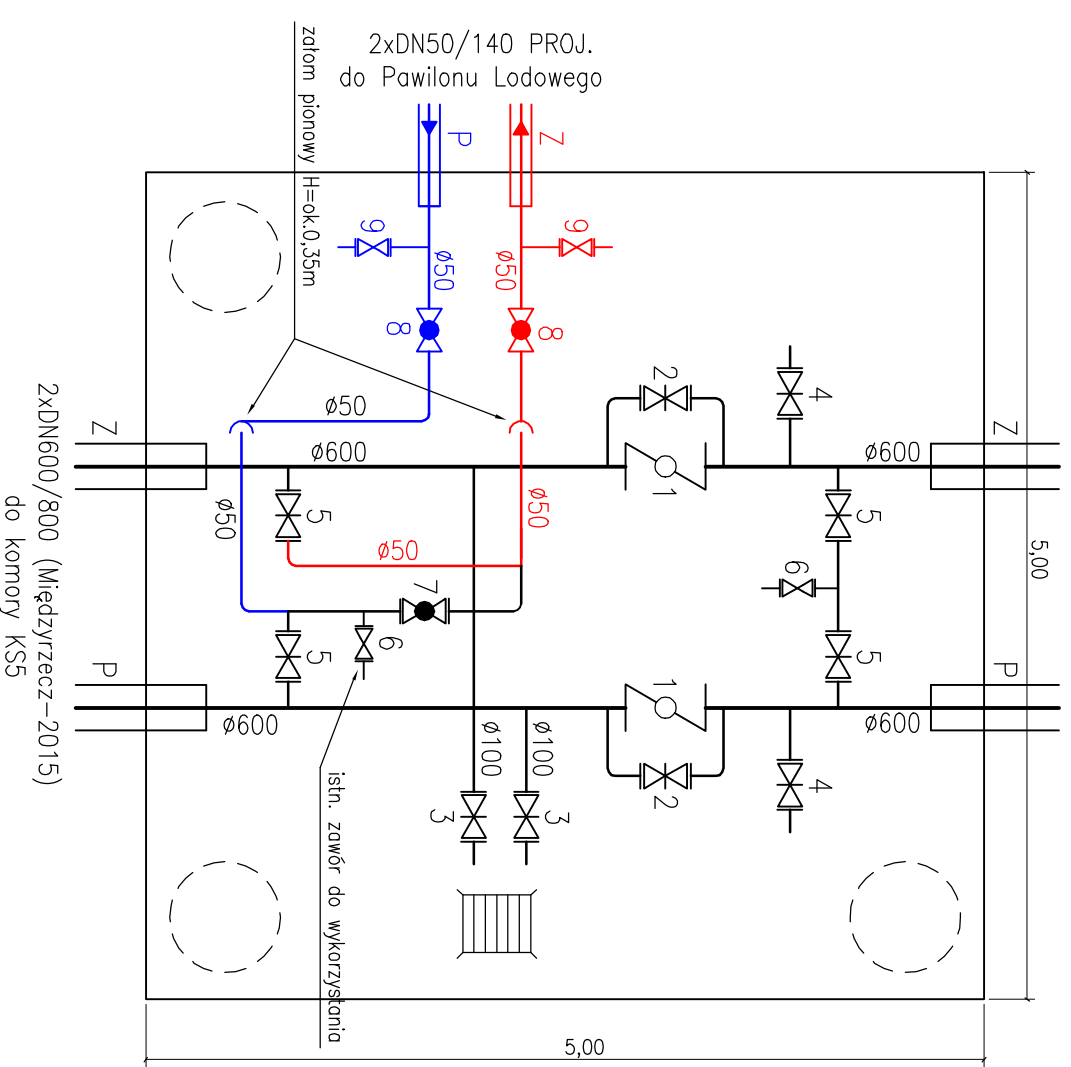 2xDN50/140 PROJ.
do Pawilonu Lodowego
załom pionowy H=ok.0,35m
P
Z
9
9
ø50
ø50
8
8
2
4
ø50
ø600
ø600
Z
Z
1
5,00
2xDN600/800 (Międzyrzecz-2015)
do komory KS5
ø50
5
ø50
ø50
5
7
6
6
5
5
P
P
1
ø600
ø600
ø100
ø100
2
4
3
3
istn. zawór do wykorzystania
5,00